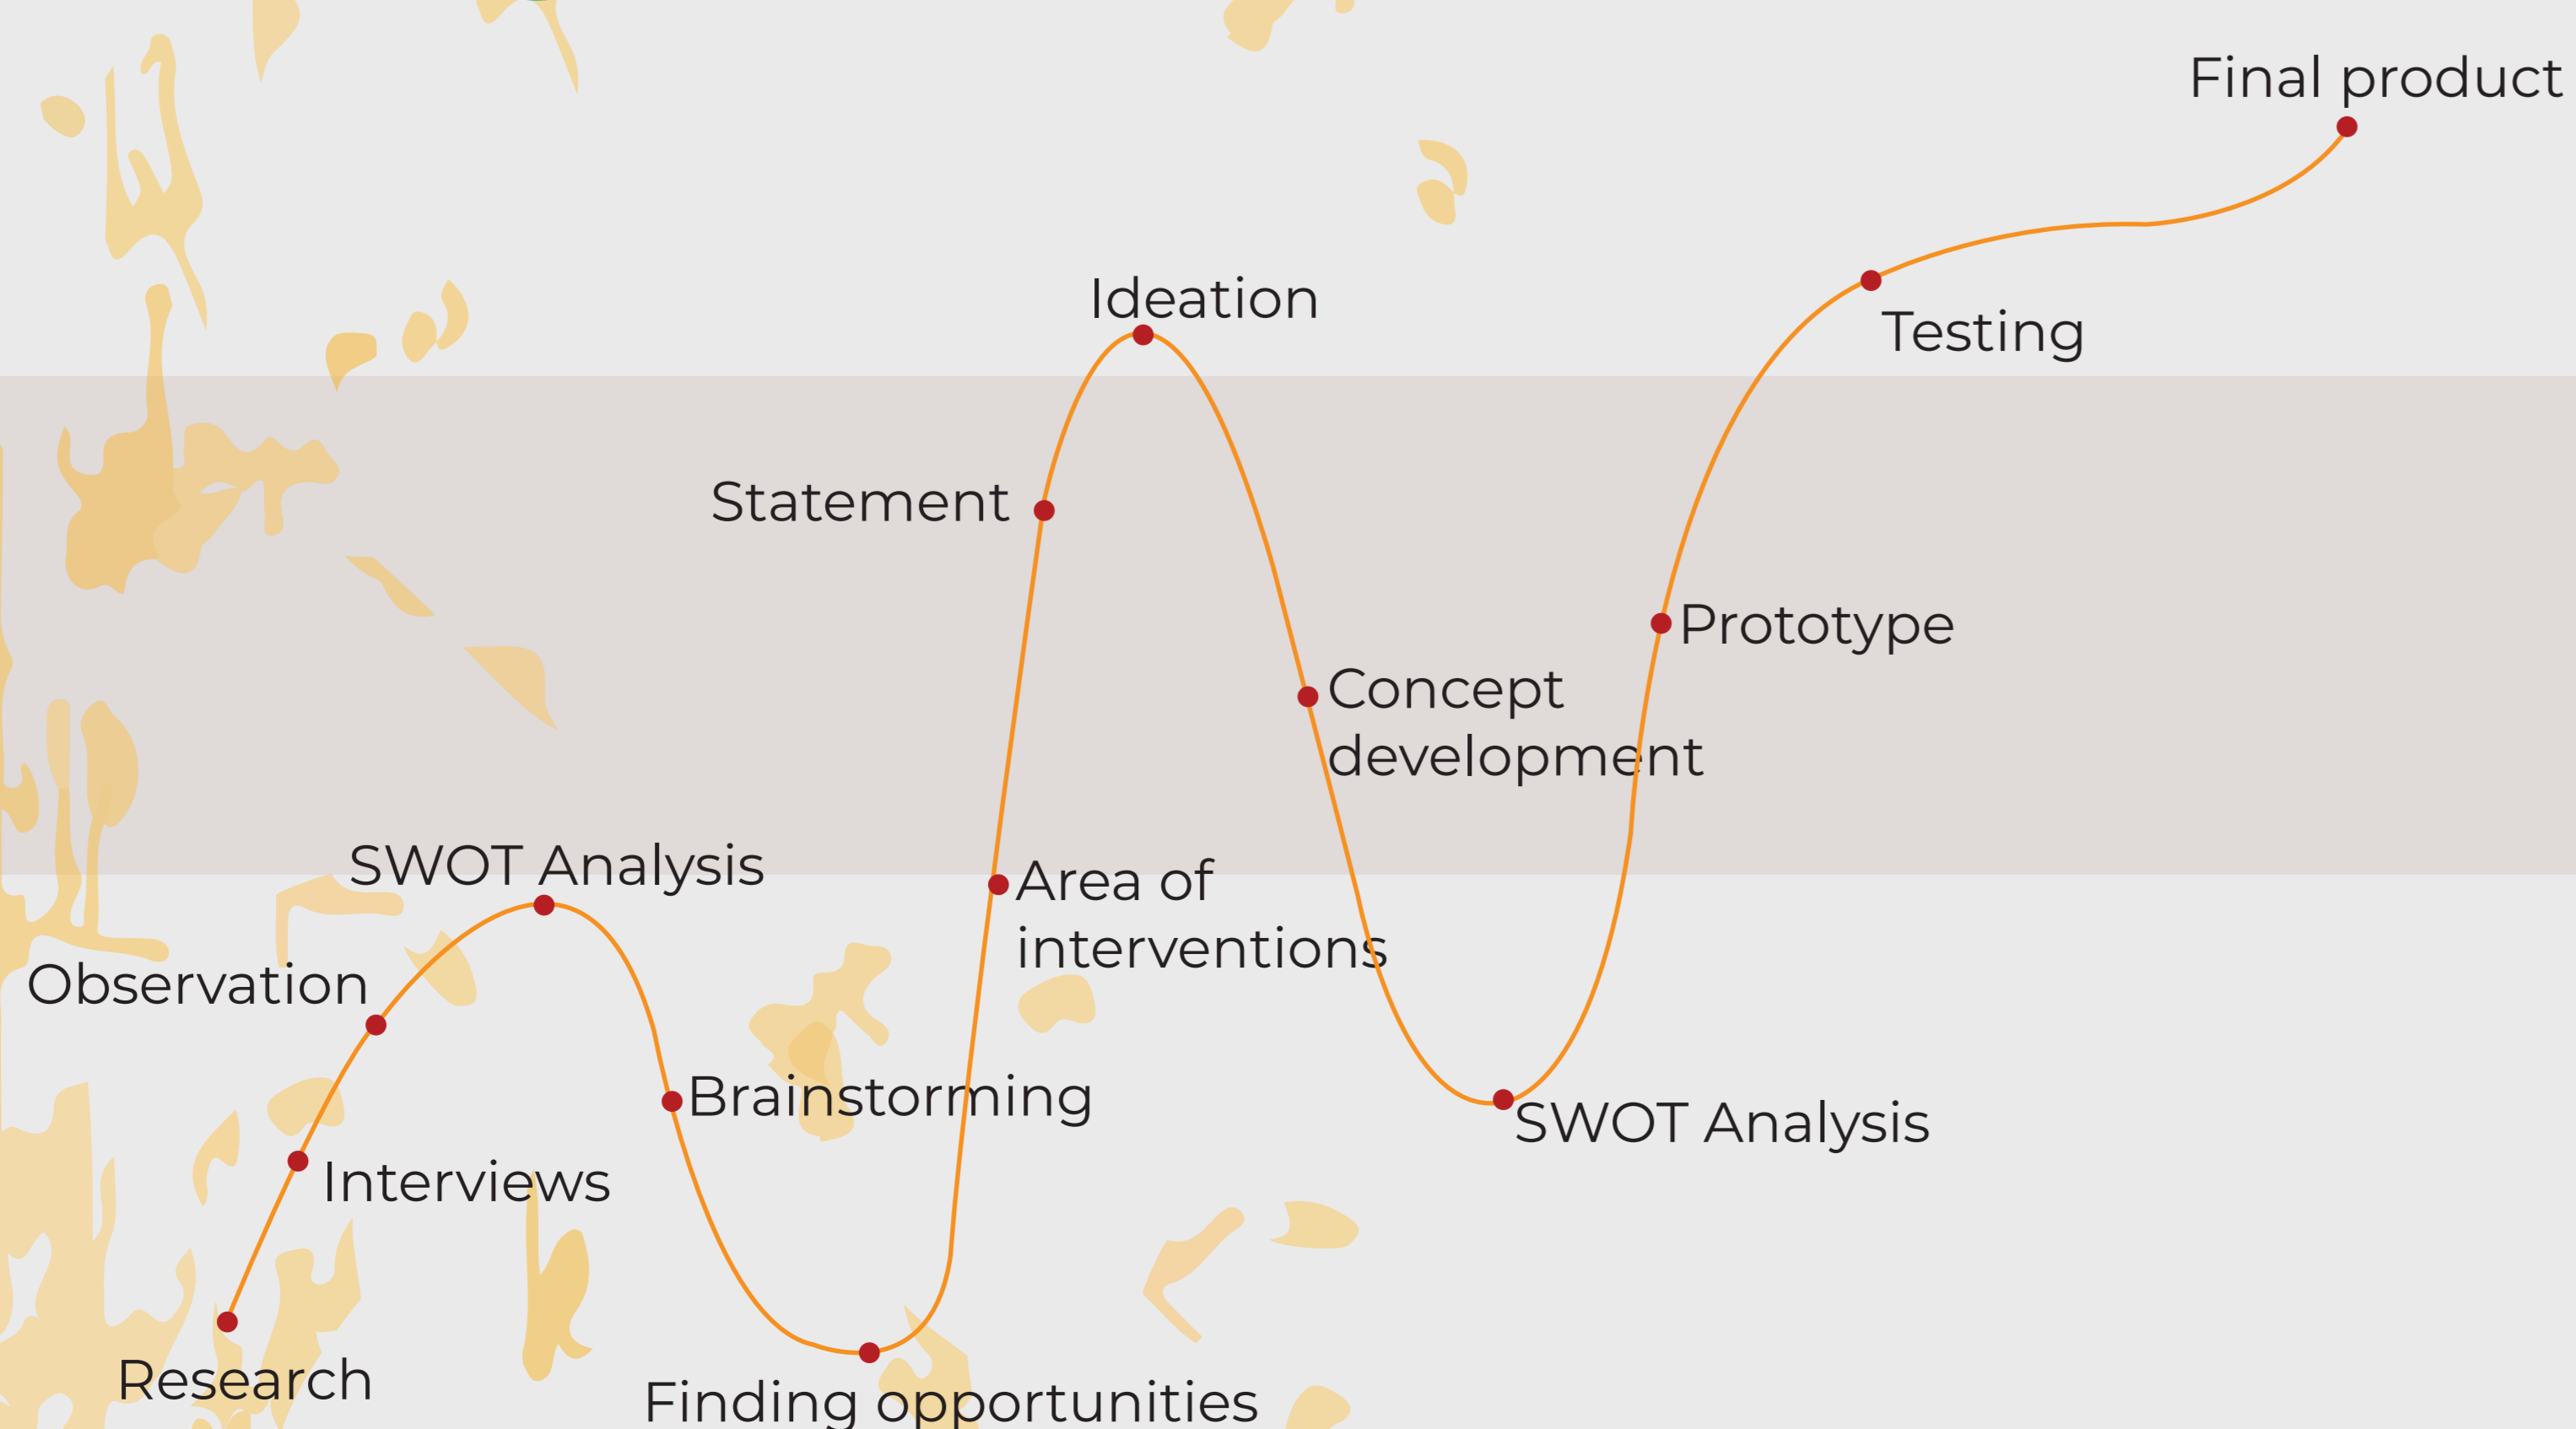 Final product
Ideation
Testing
Statement
Prototype
Concept
development
SWOT Analysis
Area of
interventions
Observation
Brainstorming
SWOT Analysis
Interviews
Research
Finding opportunities